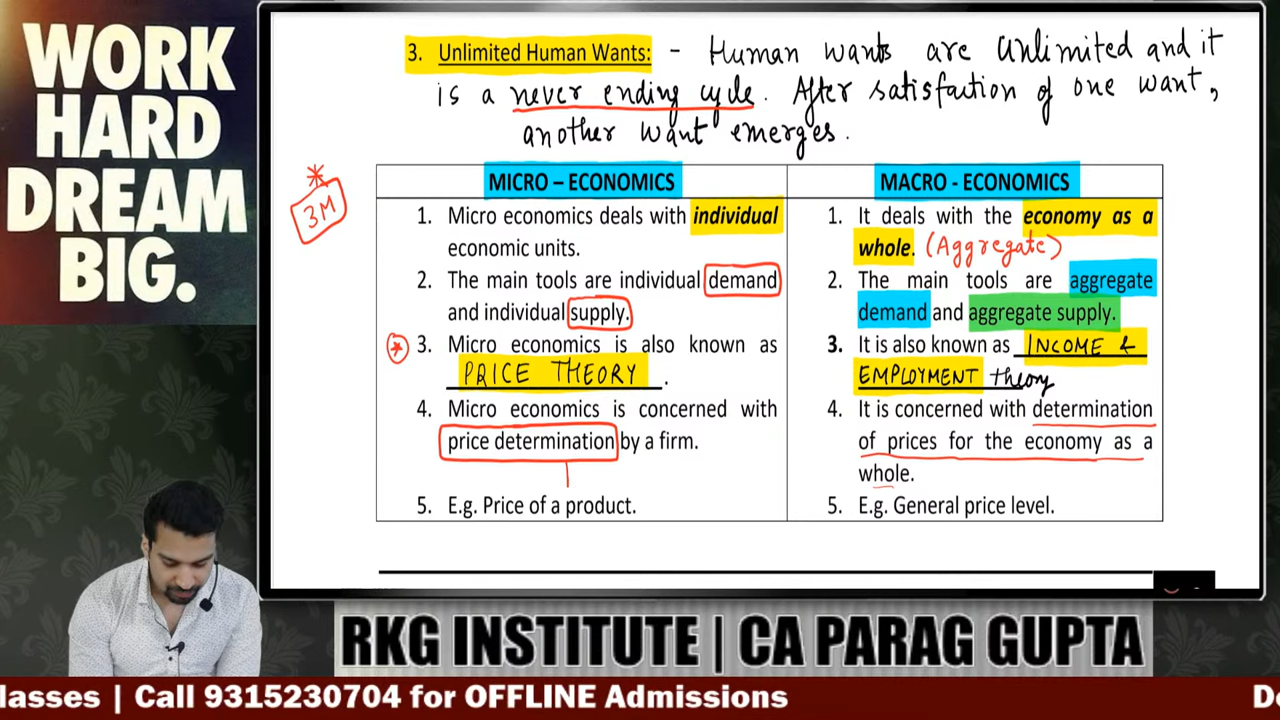 WORK
HARD
DREAM
BIG.
3. Unlimited Human Wants: - Human wants are unlimited and it
is a never ending cycle. After satisfaction of one want,
another want emerges.
3M
MICRO – ECONOMICS
1. Micro economics deals with individual
economic units.
2. The main tools are individual demand
and individual supply.
3. Micro economics is also known as
PRICE THEORY.
4. Micro economics is concerned with
price determination by a firm.
5. E.g. Price of a product.
MACRO - ECONOMICS
1. It deals with the economy as a
whole. (Aggregate)
2. The main tools are aggregate
demand and aggregate supply.
3. It is also known as INCOME &
EMPLOYMENT theory
4. It is concerned with determination
of prices for the economy as a
whole.
5. E.g. General price level.
RKG INSTITUTE | CA PARAG GUPTA
lasses | Call 9315230704 for OFFLINE Admissions
De